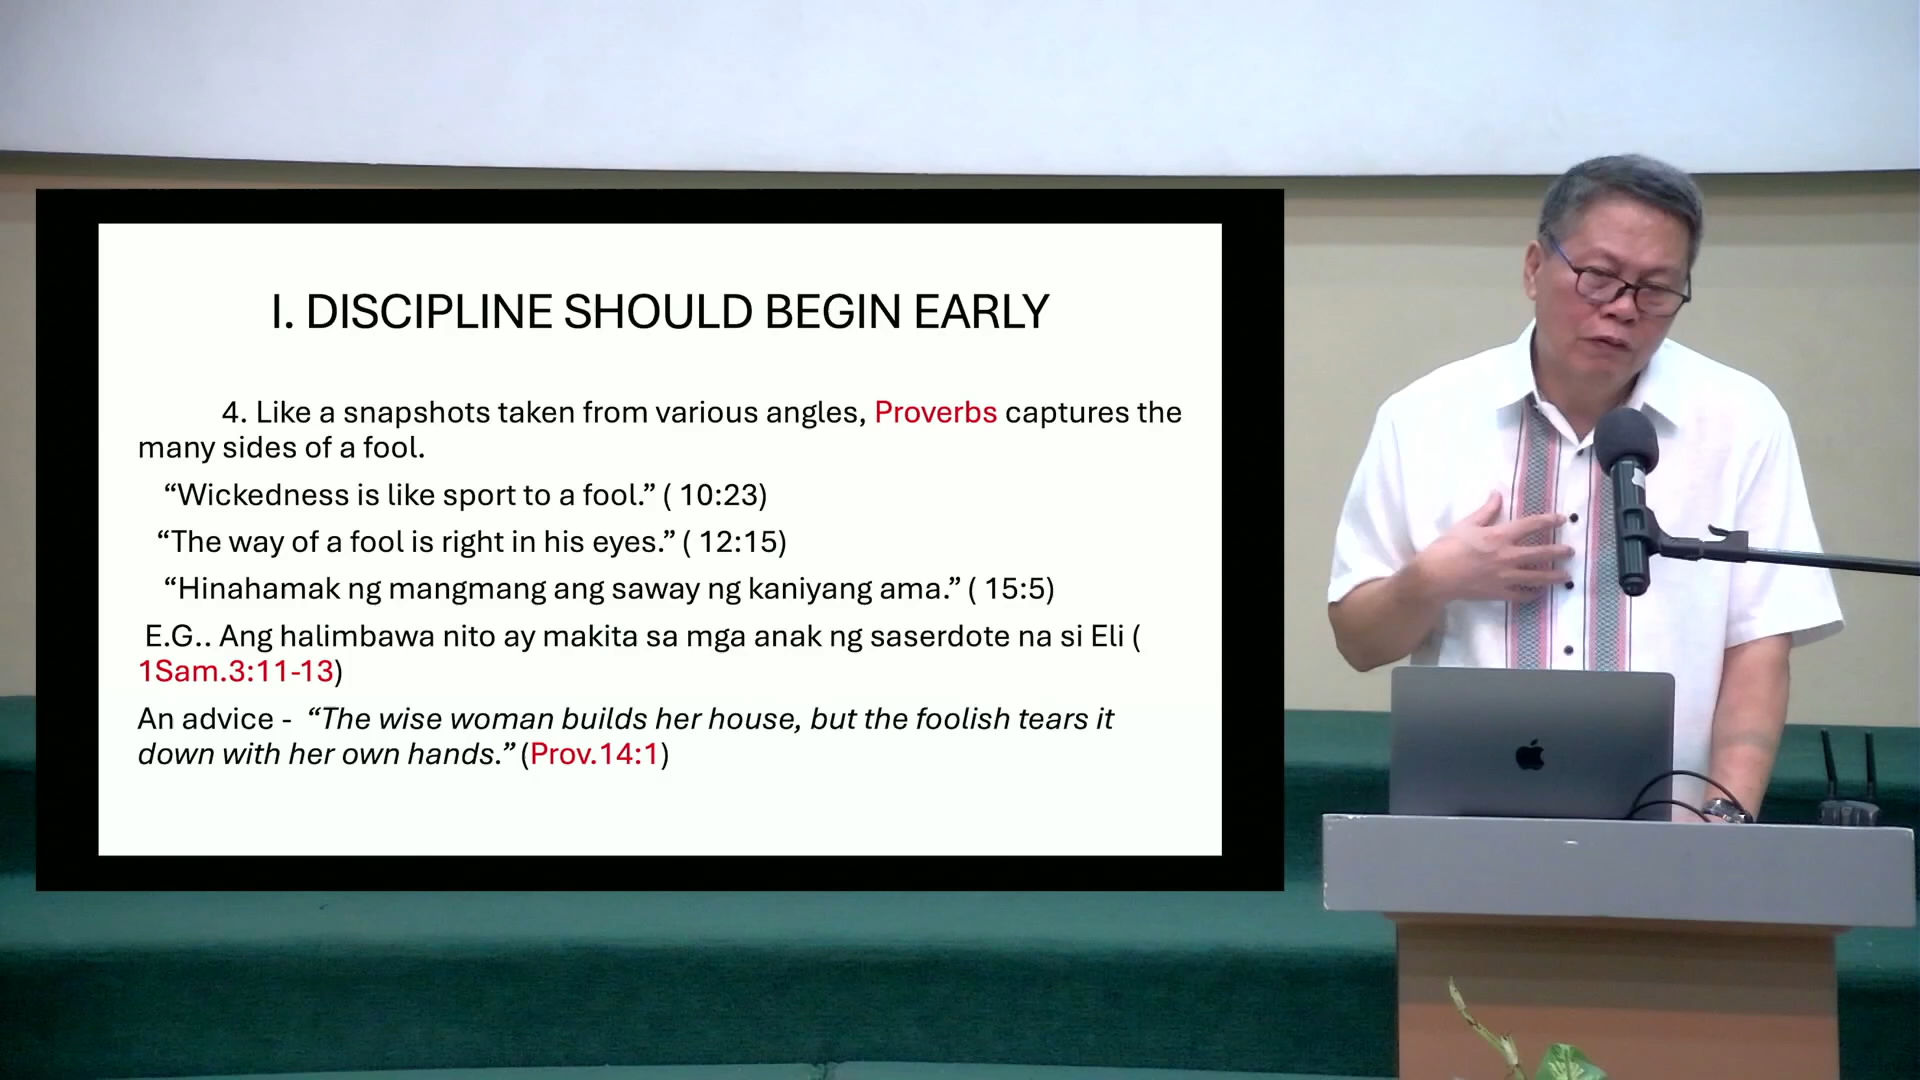 I. DISCIPLINE SHOULD BEGIN EARLY
4. Like a snapshots taken from various angles, Proverbs captures the
many sides of a fool.
“Wickedness is like sport to a fool.” ( 10:23)
“The way of a fool is right in his eyes.” ( 12:15)
“Hinahamak ng mangmang ang saway ng kaniyang ama.” ( 15:5)
E.G.. Ang halimbawa nito ay makita sa mga anak ng saserdote na si Eli (
1Sam.3:11-13)
An advice - “The wise woman builds her house, but the foolish tears it
down with her own hands.” (Prov.14:1)